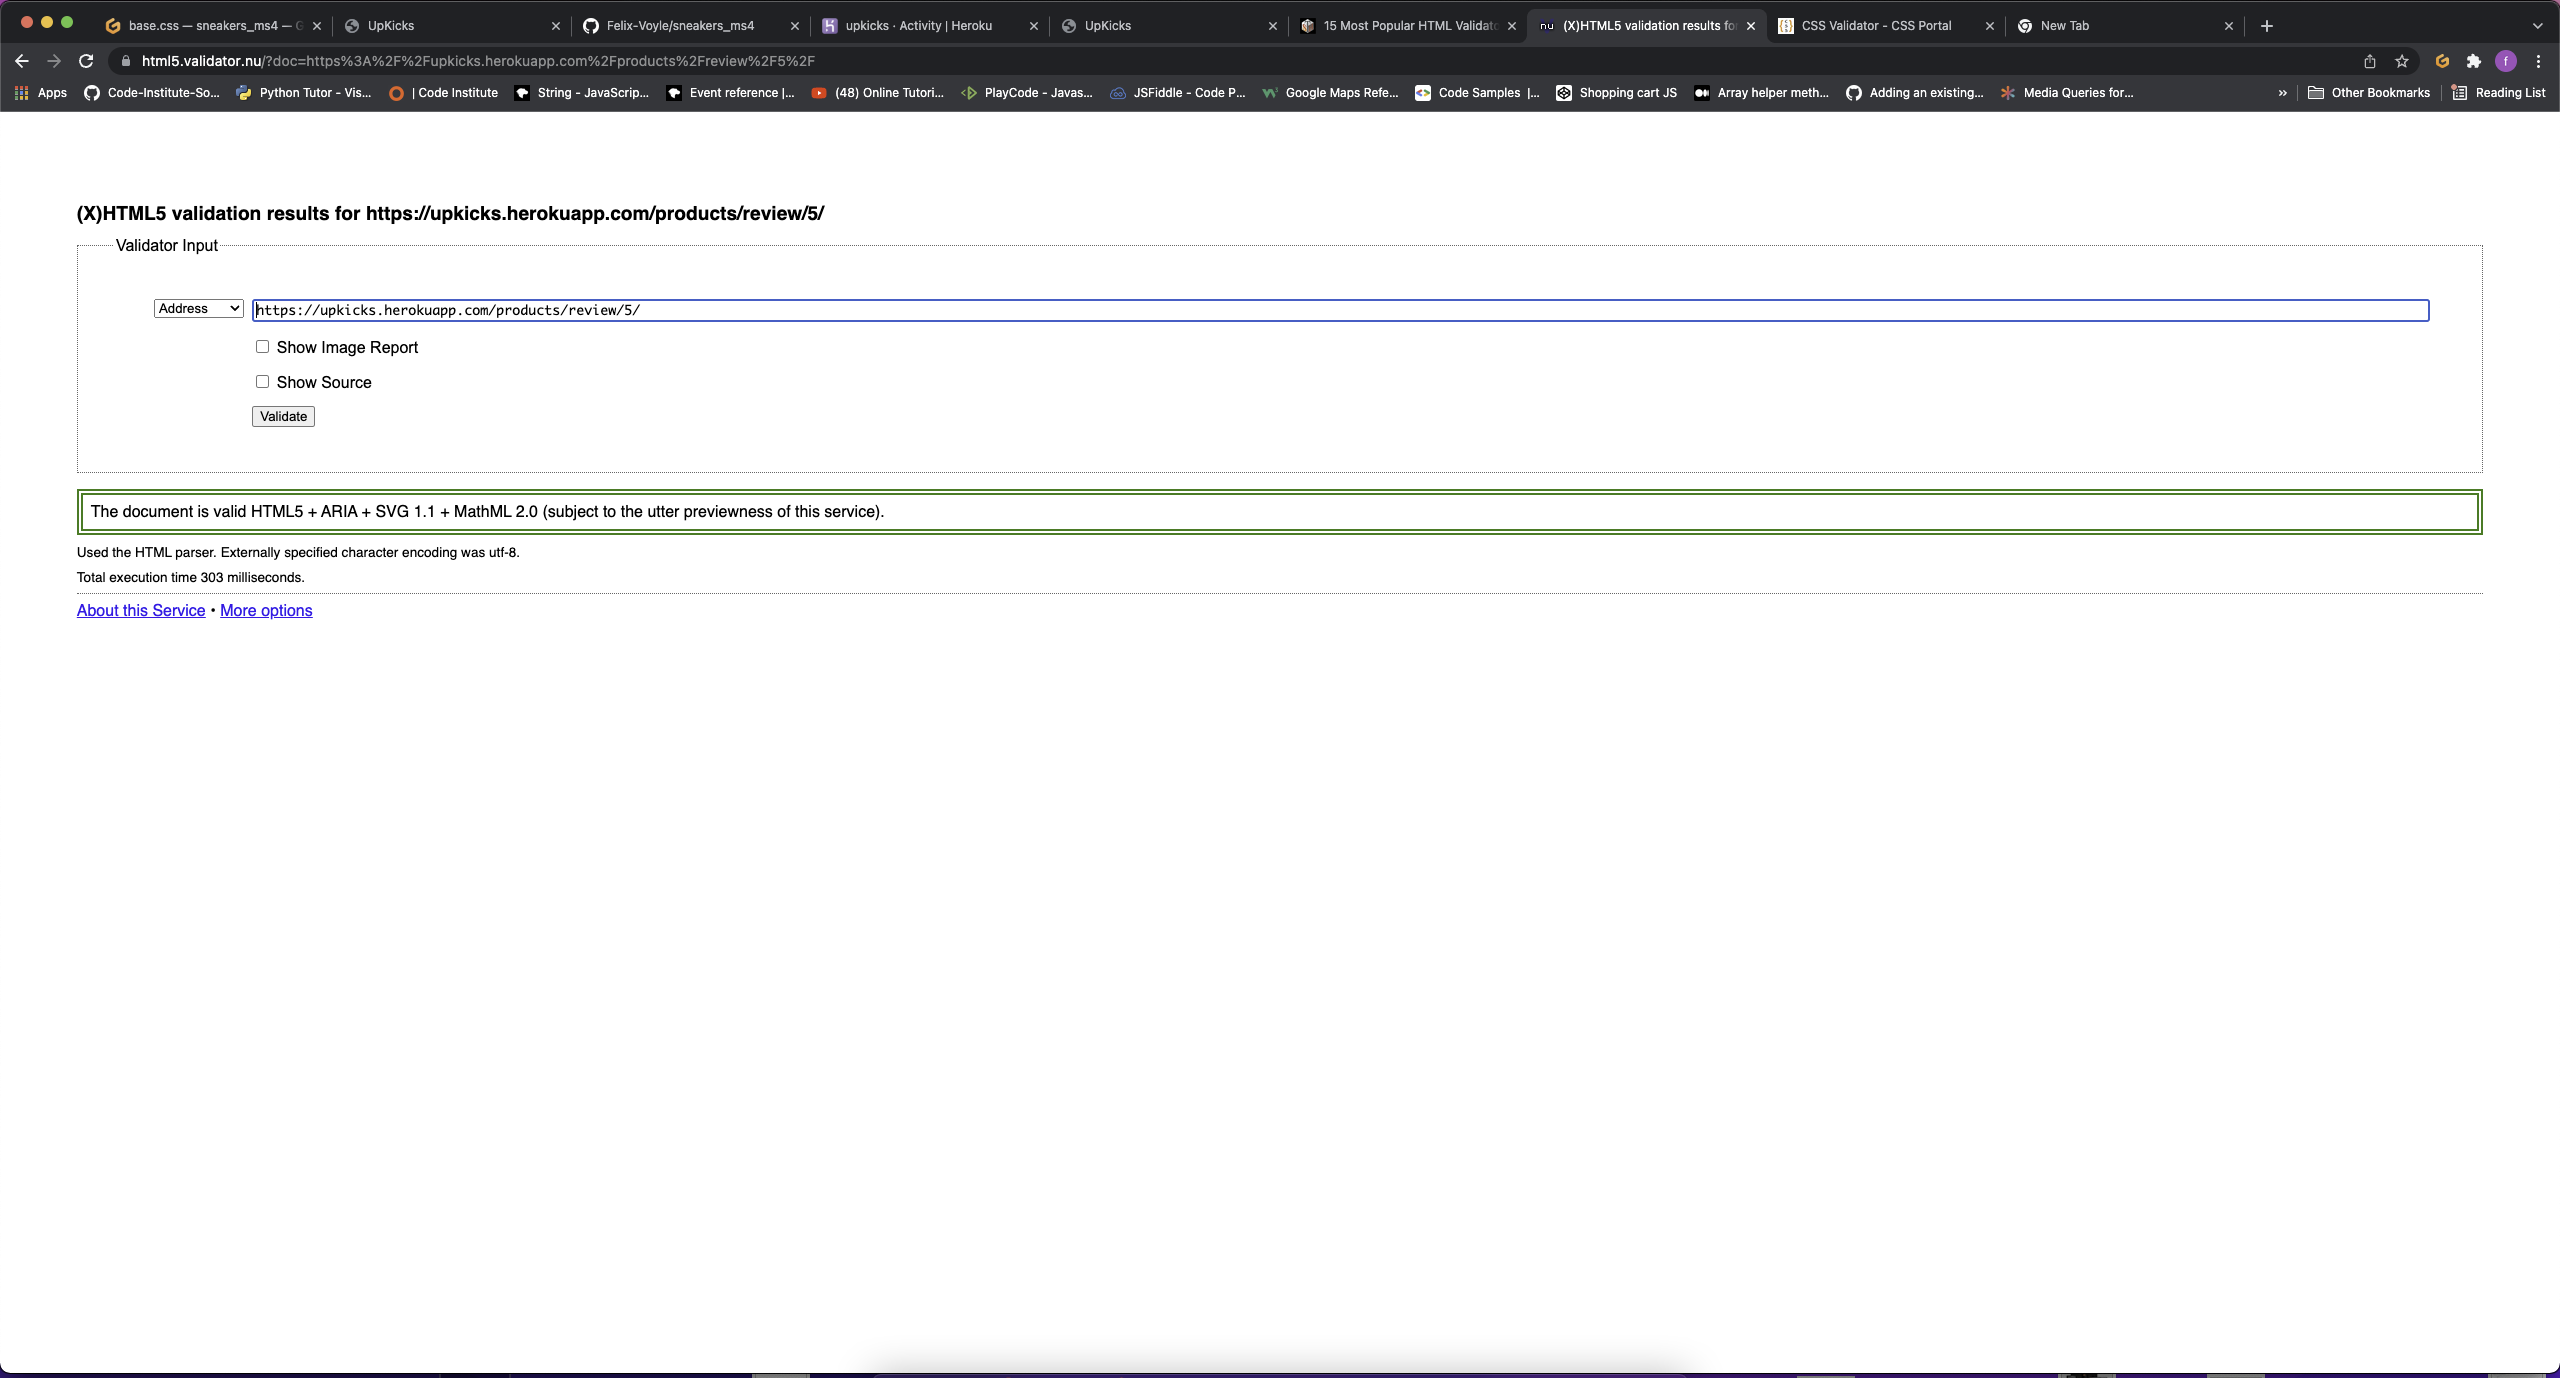 base.css — sneakers_ms4 — G
UpKicks
Felix-Voyle/sneakers_ms4
upkicks · Activity | Heroku
UpKicks
15 Most Popular HTML Validato
nu (X)HTML5 validation results fo
CSS Validator - CSS Portal
New Tab
html5.validator.nu/?doc=https%3A%2F%2Fupkicks.herokuapp.com%2Fproducts%2Freview%2F5%2F
f
Apps
Code-Institute-So...
Python Tutor - Vis...
| Code Institute
String - JavaScrip...
Event reference |...
(48) Online Tutori...
PlayCode - Javas...
JSFiddle - Code P...
Google Maps Refe...
Code Samples |...
Shopping cart JS
Array helper meth...
Adding an existing...
Media Queries for...
»
Other Bookmarks
Reading List
(X)HTML5 validation results for https://upkicks.herokuapp.com/products/review/5/
Validator Input
Address https://upkicks.herokuapp.com/products/review/5/
Show Image Report
Show Source
Validate
The document is valid HTML5 + ARIA + SVG 1.1 + MathML 2.0 (subject to the utter previewness of this service).
Used the HTML parser. Externally specified character encoding was utf-8.
Total execution time 303 milliseconds.
About this Service • More options